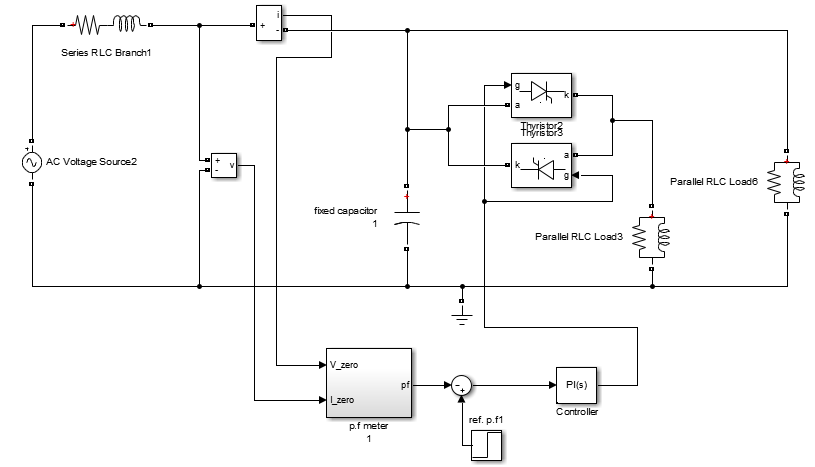 i
+
-
Series RLC Branch1
g
k
a
Thyristor2
Thyristor3
+
AC Voltage Source2
+
-
v
a
k
g
Parallel RLC Load6
fixed capacitor
1
Parallel RLC Load3
V_zero
pf
I_zero
p.f meter
1
-
+
PI(s)
Controller
ref. p.f1